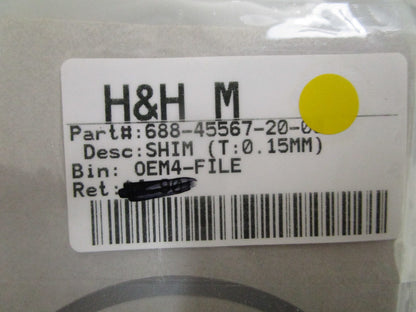 H&H M
Part#:688-45567-20-0
Desc:SHIM (T:0.15MM)
Bin: OEM4-FILE
Ret: